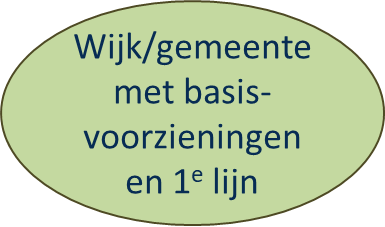 Wijk/gemeente
met basis-
voorzieningen
en 1ᵉ lijn